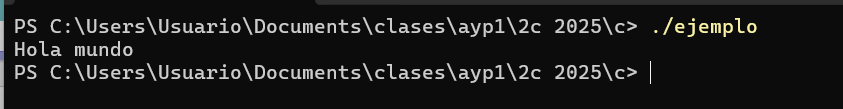 PS C:\Users\Usuario\Documents\clases\ayp1\2c 2025\c> ./ejemplo
Hola mundo
PS C:\Users\Usuario\Documents\clases\ayp1\2c 2025\c>